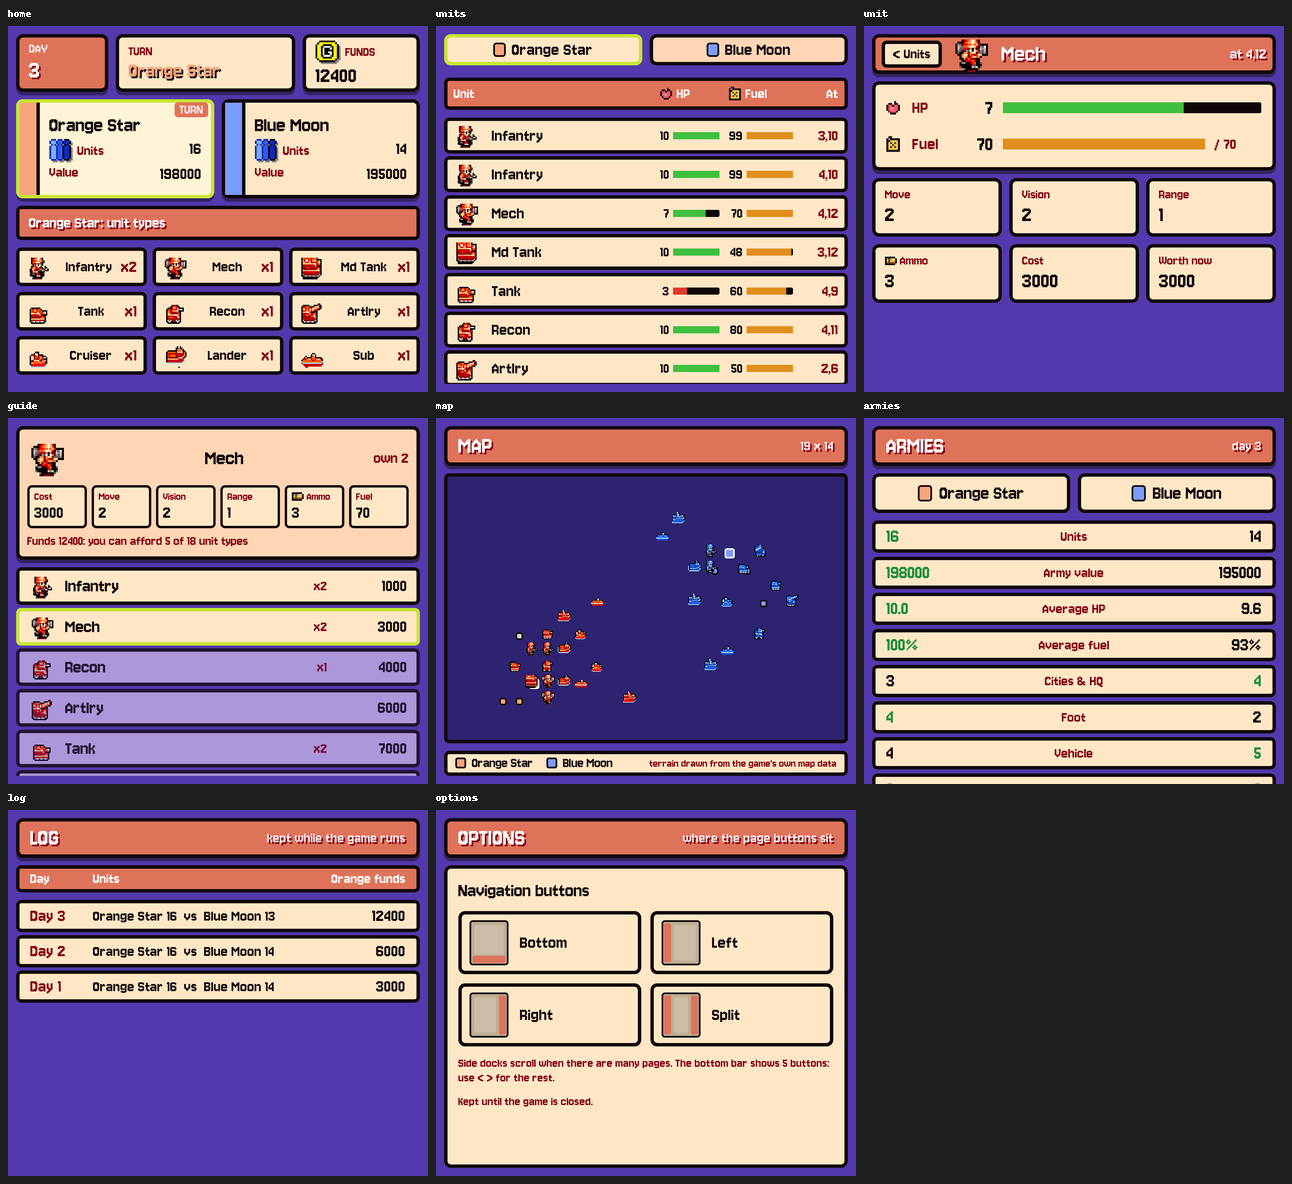 home
DAY
3
TURN
Orange Star
G FUNDS
12400
TURN
Orange Star
Units 16
Value 198000
Blue Moon
Units 14
Value 195000
Orange Star: unit types
Infantry x2
Mech x1
Md Tank x1
Tank x1
Recon x1
Artlry x1
Cruiser x1
Lander x1
Sub x1
units
Orange Star
Blue Moon
Unit HP Fuel At
Infantry 10 99 3,10
Infantry 10 99 4,10
Mech 7 70 4,12
Md Tank 10 48 3,12
Tank 3 60 4,9
Recon 10 80 4,11
Artlry 10 50 2,6
unit
< Units
Mech
at 4,12
HP 7
Fuel 70 / 70
Move
2
Vision
2
Range
1
Ammo
3
Cost
3000
Worth now
3000
guide
Mech
own 2
Cost
3000
Move
2
Vision
2
Range
1
Ammo
3
Fuel
70
Funds 12400: you can afford 5 of 18 unit types
Infantry x2 1000
Mech x2 3000
Recon x1 4000
Artlry 6000
Tank x2 7000
map
MAP 19 x 14
Orange Star
Blue Moon
terrain drawn from the game's own map data
armies
ARMIES day 3
Orange Star
Blue Moon
16 Units 14
198000 Army value 195000
10.0 Average HP 9.6
100% Average fuel 93%
3 Cities & HQ 4
4 Foot 2
4 Vehicle 5
log
LOG kept while the game runs
Day Units Orange funds
Day 3 Orange Star 16 vs Blue Moon 13 12400
Day 2 Orange Star 16 vs Blue Moon 14 6000
Day 1 Orange Star 16 vs Blue Moon 14 3000
options
OPTIONS where the page buttons sit
Navigation buttons
Bottom
Left
Right
Split
Side docks scroll when there are many pages. The bottom bar shows 5 buttons:
use < > for the rest.
Kept until the game is closed.